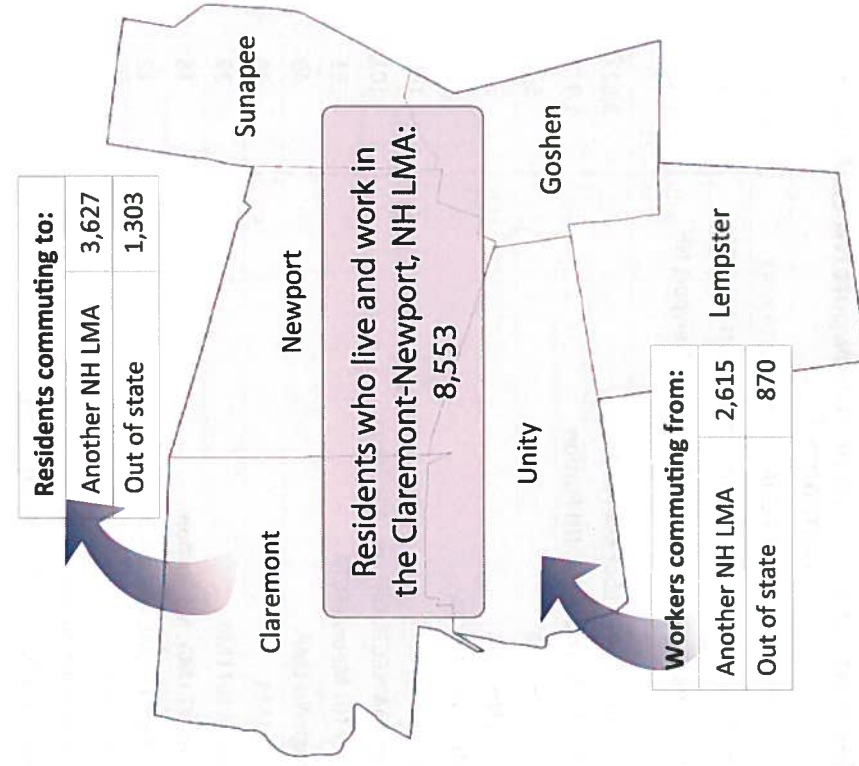 Residents commuting to:
Another NH LMA 3,627
Out of state 1,303
Sunapee
Newport
Claremont
Residents who live and work in
the Claremont-Newport, NH LMA:
8,553
Goshen
Unity
Lempster
Workers commuting from:
Another NH LMA 2,615
Out of state 870